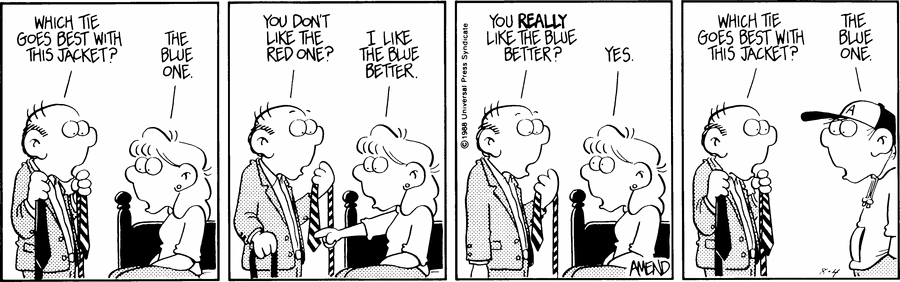 WHICH TIE
GOES BEST WITH
THIS JACKET?
THE
BLUE
ONE.
YOU DON'T
LIKE THE
RED ONE?
I LIKE
THE BLUE
BETTER.
©1988 Universal Press Syndicate
YOU REALLY
LIKE THE BLUE
BETTER?
YES.
AMEND
WHICH TIE
GOES BEST WITH
THIS JACKET?
THE
BLUE
ONE.
A
8-4